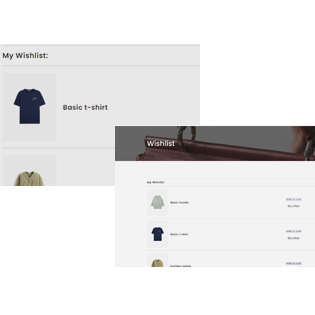 My Wishlist:
Basic t-shirt
Wishlist
My Wishlist:
Basic hoodie
Add to cart
Buy Now
Basic t-shirt
Add to cart
Buy Now
Add to cart